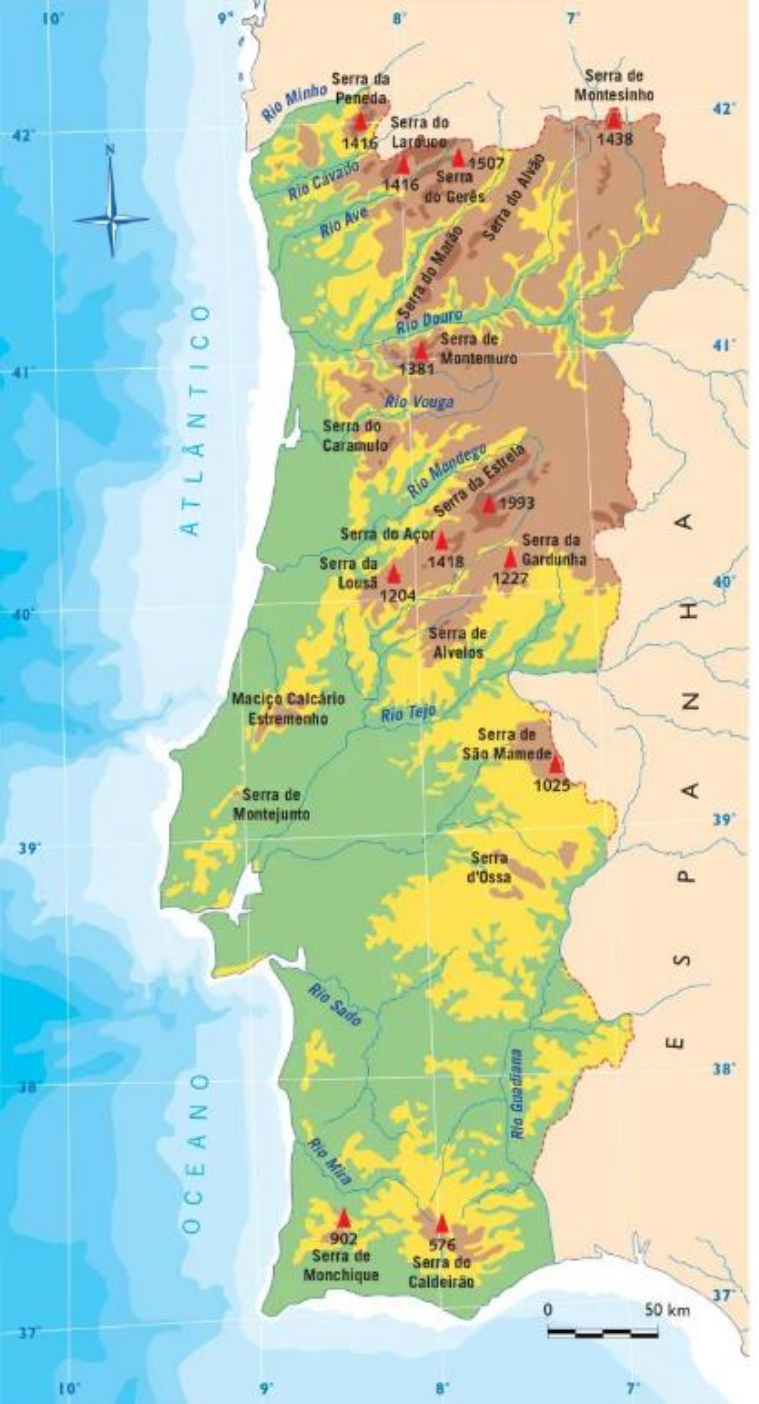 10°
9°
8°
7°
Serra da
Peneda
1416
Serra de
Montesinho
1438
Rio Minho
42°
42°
N
Serra do
Larouco
1416
1507
Serra
do Gerês
Rio Cávado
Rio Ave
Serra do Alvão
Serra do Marão
Rio Douro
41°
41°
Serra de
Montemuro
1381
Rio Vouga
Serra do
Caramulo
Rio Mondego
Serra da Estrela
1993
Serra do Açor
1418
Serra da
Gardunha
1227
Serra da
Lousã
1204
40°
40°
Serra de
Alvelos
Maciço Calcário
Estremenho
Rio Tejo
Serra de
São Mamede
1025
Serra de
Montejunto
39°
39°
Serra
d'Ossa
Rio Sado
Rio Guadiana
38°
38°
Rio Mira
902
Serra de
Monchique
576
Serra do
Caldeirão
37°
37°
OCEANO ATLÂNTICO
ESPANHA
0 50 km
10°
9°
8°
7°